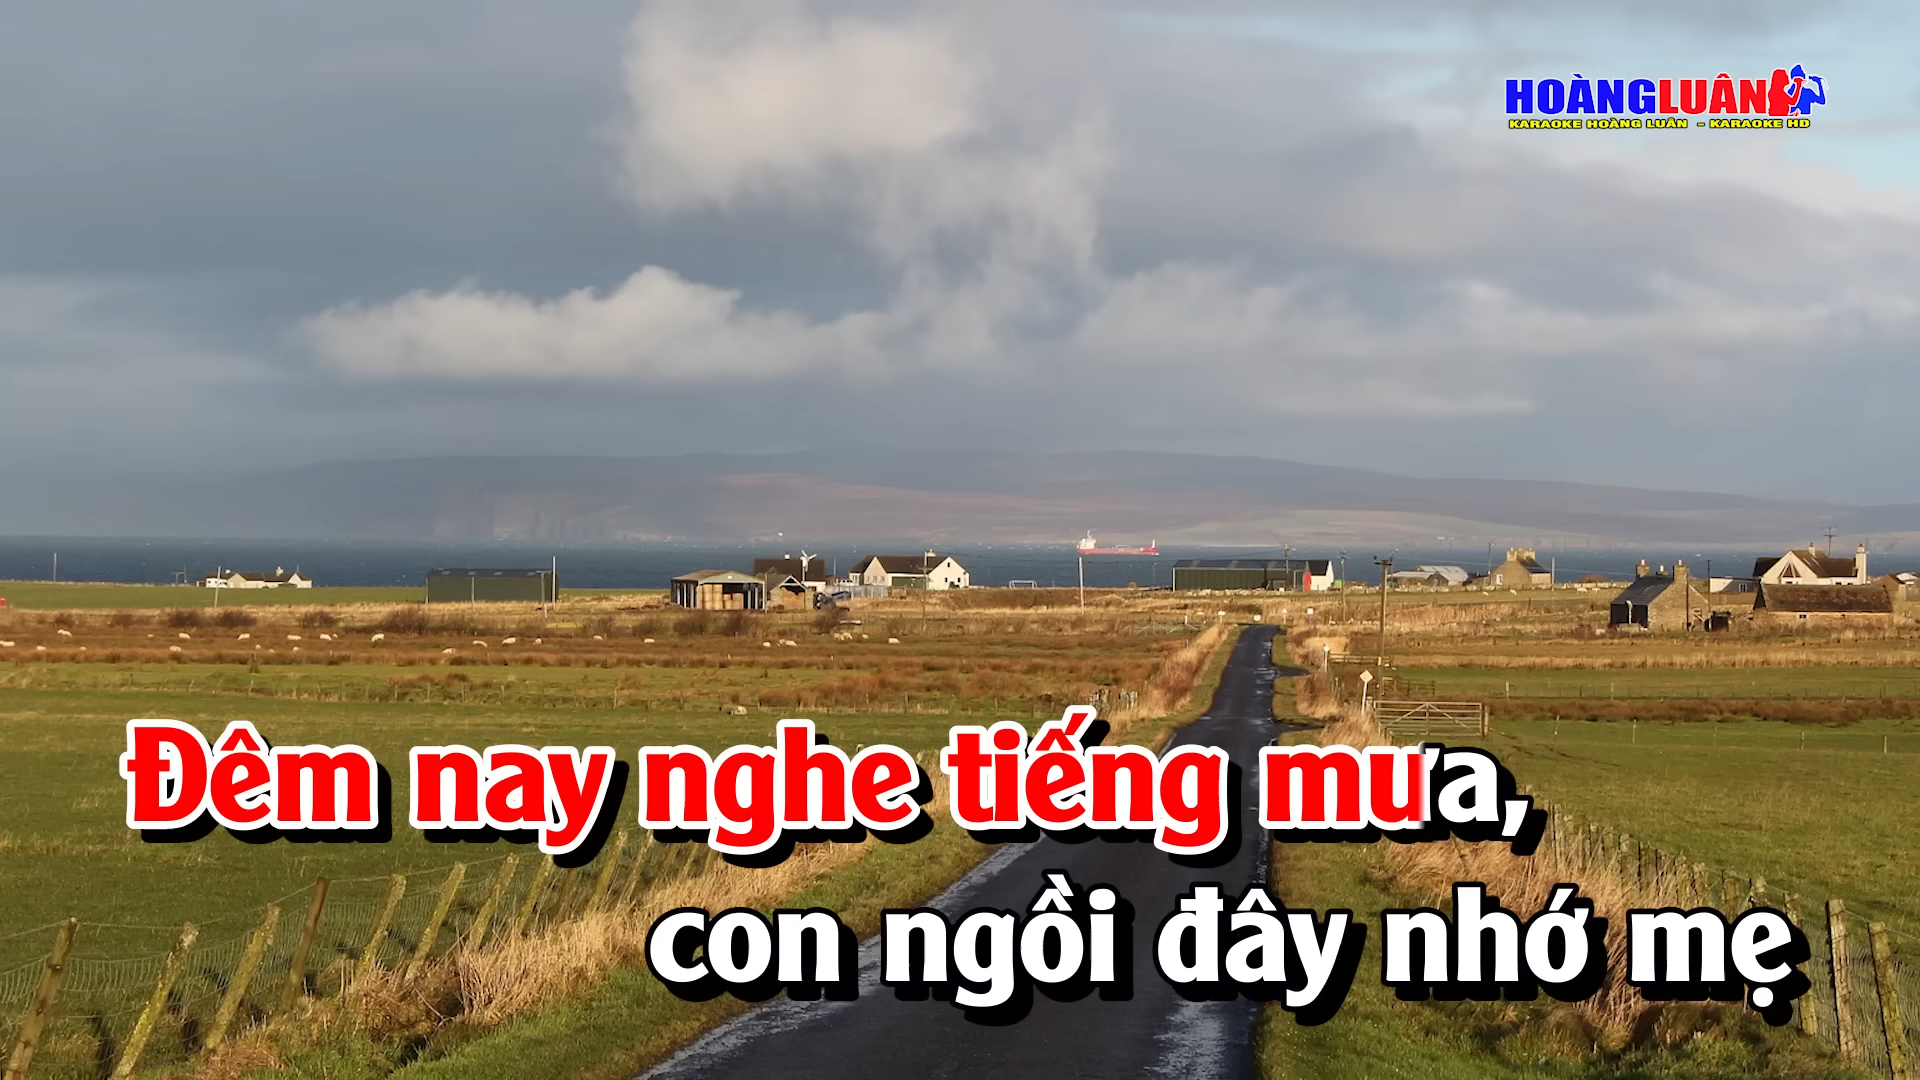 HOÀNGLUÂN
KARAOKE HOÀNG LUÂN - KARAOKE HD
Đêm nay nghe tiếng mưa,
con ngồi đây nhớ mẹ